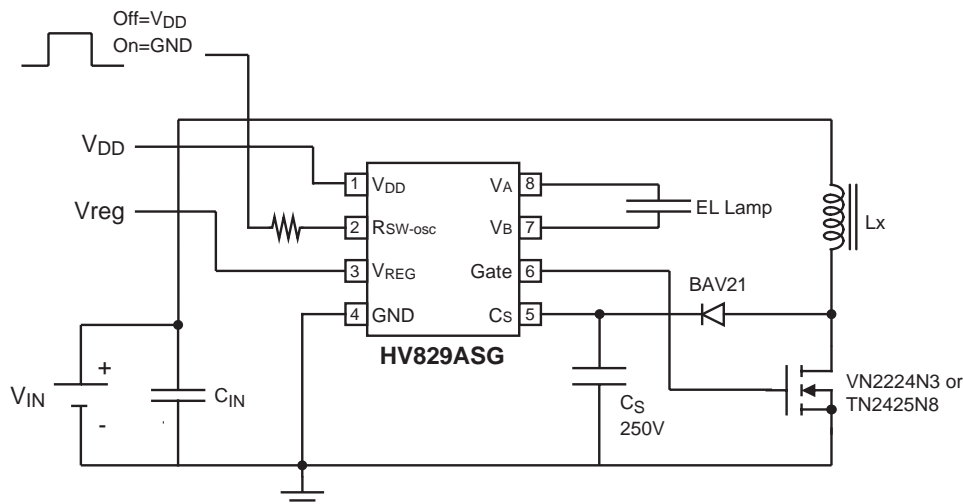 Off=VDD
On=GND
VDD
Vreg
1 VDD
2 RSW-osc
3 VREG
4 GND
VA 8
VB 7
Gate 6
CS 5
HV829ASG
EL Lamp
Lx
BAV21
VIN
+
-
CIN
CS
250V
VN2224N3 or
TN2425N8